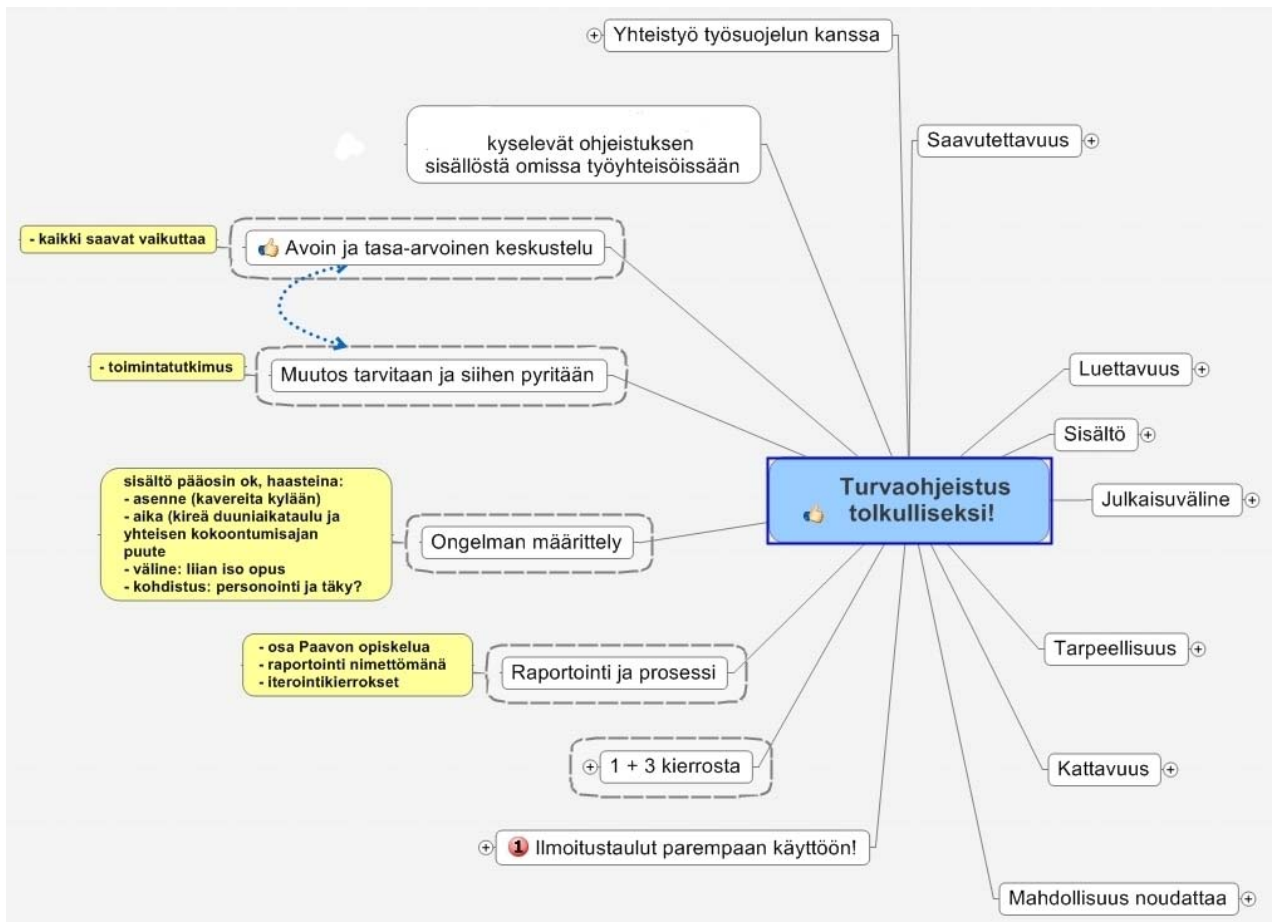 Yhteistyö työsuojelun kanssa
kyselevät ohjeistuksen
sisällöstä omissa työyhteisöissään
Saavutettavuus
- kaikki saavat vaikuttaa
Avoin ja tasa-arvoinen keskustelu
- toimintatutkimus
Muutos tarvitaan ja siihen pyritään
Luettavuus
Sisältö
Turvaohjeistus
tolkulliseksi!
Julkaisuväline
sisältö pääosin ok, haasteina:
- asenne (kavereita kylään)
- aika (kireä duuniaikataulu ja
yhteisen kokoontumisajan
puute
- väline: liian iso opus
- kohdistus: personointi ja täky?
Ongelman määrittely
- osa Paavon opiskelua
- raportointi nimettömänä
- iterointikierrokset
Raportointi ja prosessi
Tarpeellisuus
1 + 3 kierrosta
Kattavuus
1 Ilmoitustaulut parempaan käyttöön!
Mahdollisuus noudattaa